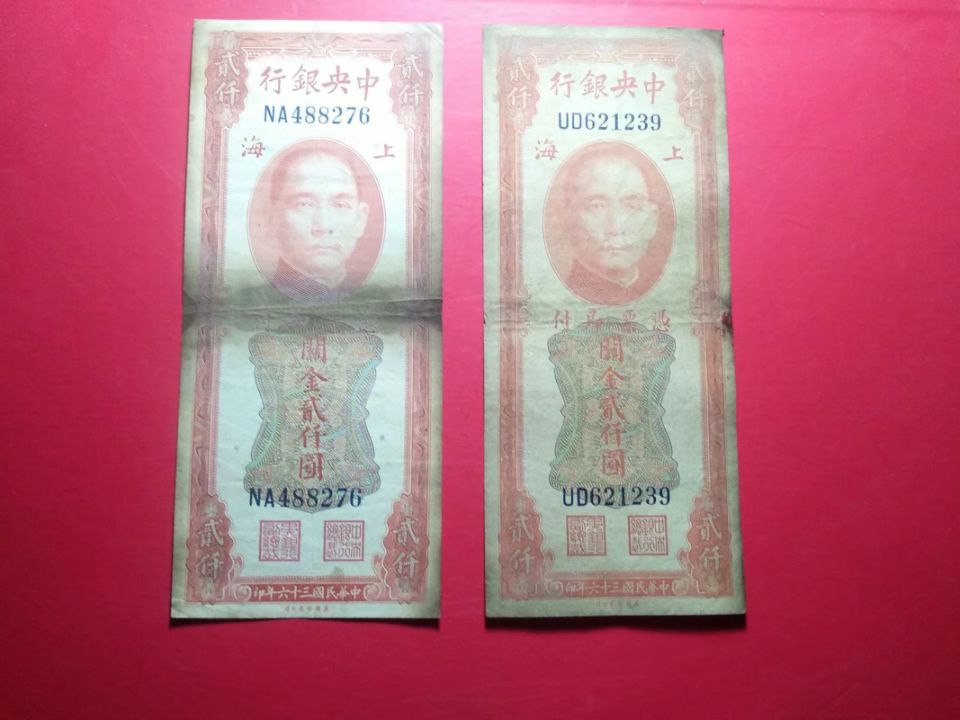 貳仟
貳仟
中央銀行
NA488276
上海
關金貳仟圓
NA488276
貳仟
貳仟
中華民國三十六年印
貳仟
貳仟
中央銀行
UD621239
上海
憑票即付
關金貳仟圓
UD621239
貳仟
貳仟
中華民國三十六年印